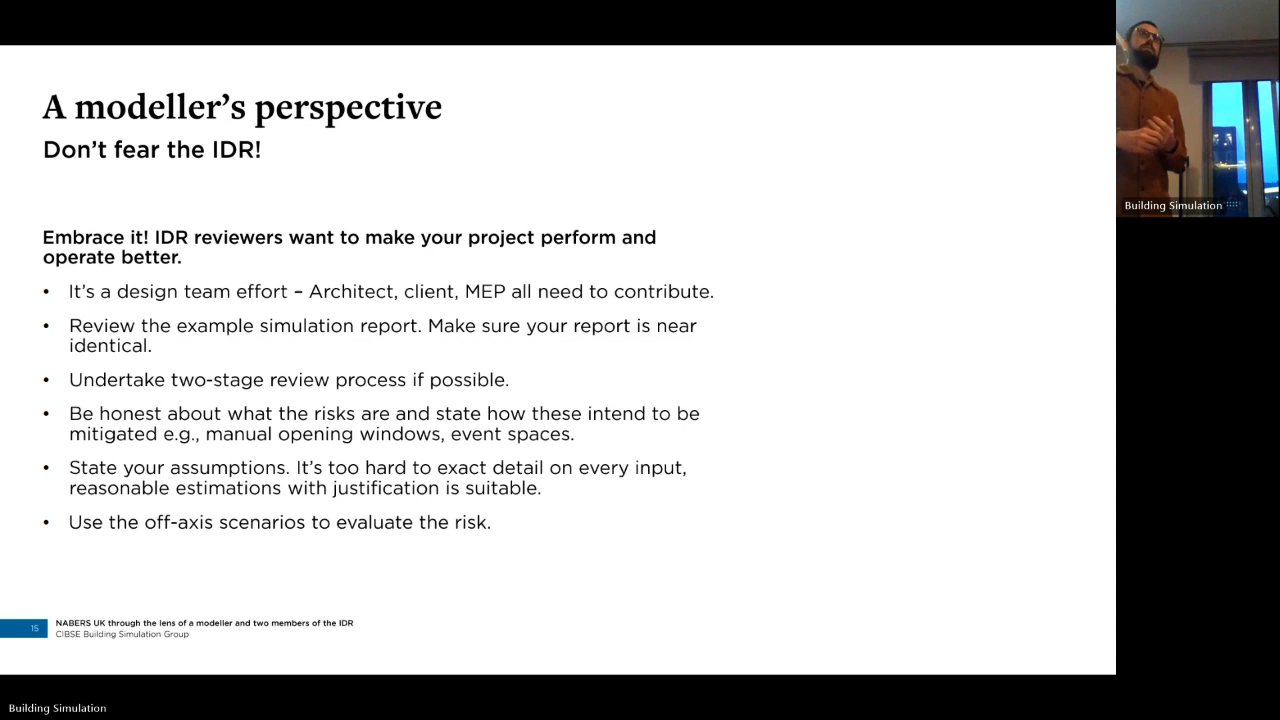 A modeller's perspective
Don't fear the IDR!
Embrace it! IDR reviewers want to make your project perform and
operate better.
• It's a design team effort – Architect, client, MEP all need to contribute.
• Review the example simulation report. Make sure your report is near
identical.
• Undertake two-stage review process if possible.
• Be honest about what the risks are and state how these intend to be
mitigated e.g., manual opening windows, event spaces.
• State your assumptions. It's too hard to exact detail on every input,
reasonable estimations with justification is suitable.
• Use the off-axis scenarios to evaluate the risk.
15
NABERS UK through the lens of a modeller and two members of the IDR
CIBSE Building Simulation Group
Building Simulation
Building Simulation